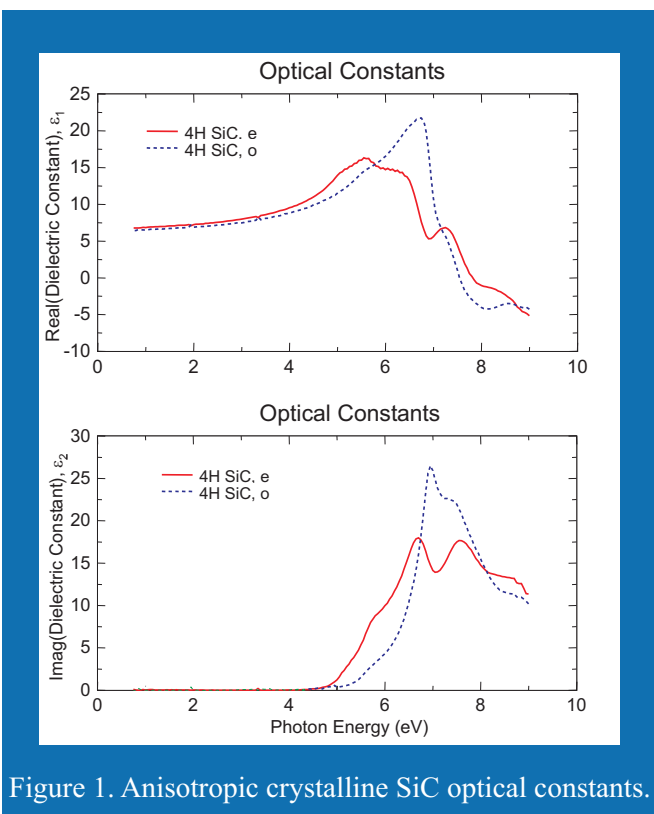 Optical Constants
Real(Dielectric Constant), ε1
25
20
15
10
5
0
-5
-10
4H SiC, e
4H SiC, o
0 2 4 6 8 10
Optical Constants
Imag(Dielectric Constant), ε2
30
25
20
15
10
5
0
4H SiC, e
4H SiC, o
0 2 4 6 8 10
Photon Energy (eV)
Figure 1. Anisotropic crystalline SiC optical constants.